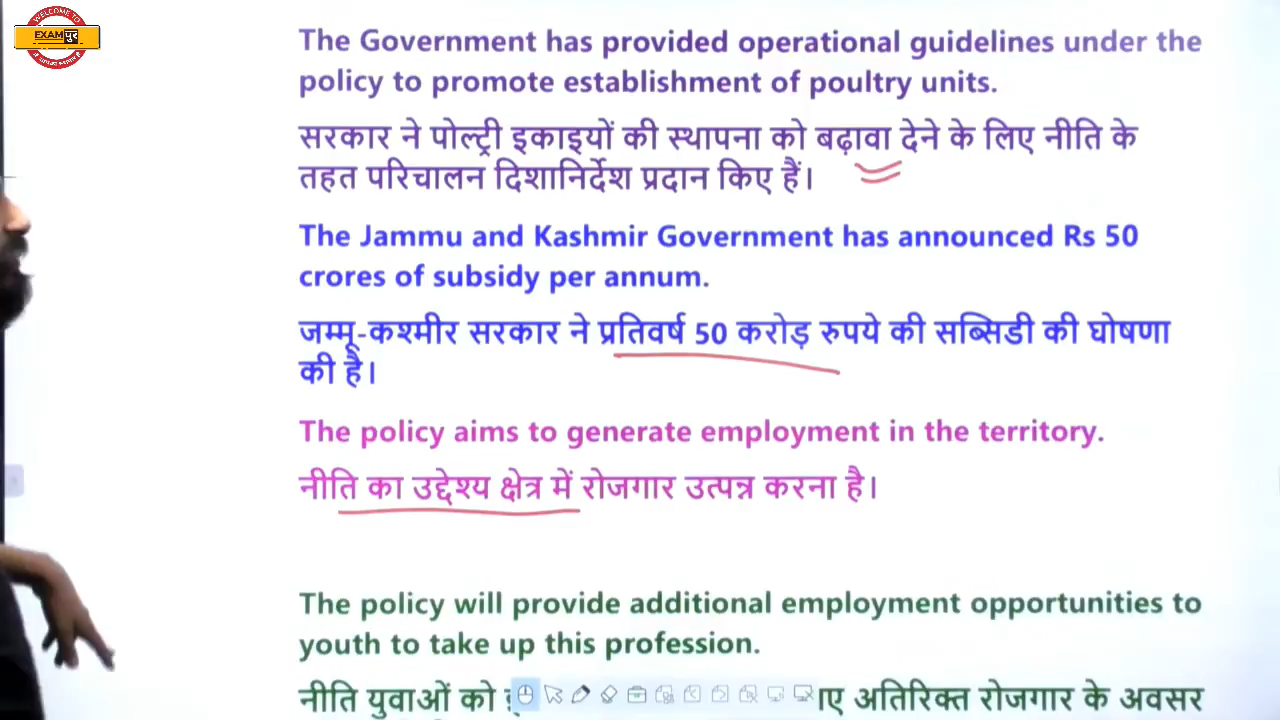 WELCOME TO
EXAM पुर
The Government has provided operational guidelines under the
policy to promote establishment of poultry units.
सरकार ने पोल्ट्री इकाइयों की स्थापना को बढ़ावा देने के लिए नीति के
तहत परिचालन दिशानिर्देश प्रदान किए हैं।
The Jammu and Kashmir Government has announced Rs 50
crores of subsidy per annum.
जम्मू-कश्मीर सरकार ने प्रतिवर्ष 50 करोड़ रुपये की सब्सिडी की घोषणा
की है।
The policy aims to generate employment in the territory.
नीति का उद्देश्य क्षेत्र में रोजगार उत्पन्न करना है।
The policy will provide additional employment opportunities to
youth to take up this profession.
नीति युवाओं को अतिरिक्त रोजगार के अवसर